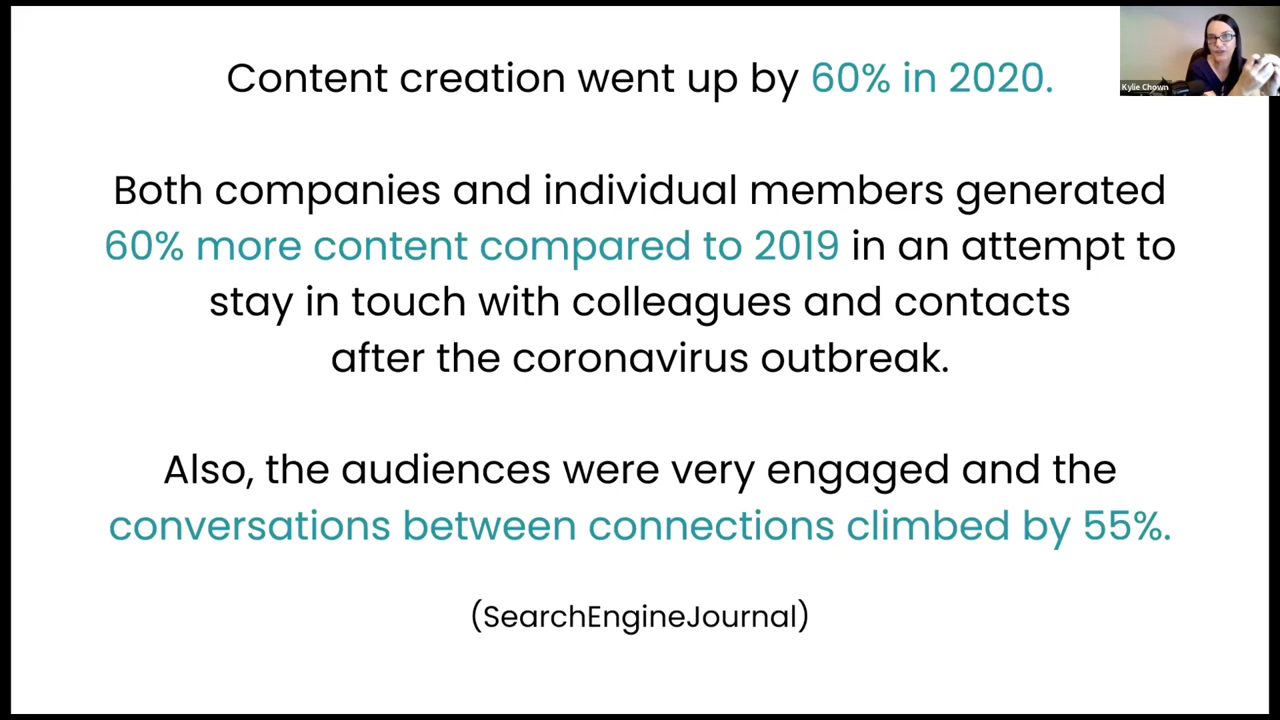 Content creation went up by 60% in 2020.
Kylie Chown
Both companies and individual members generated
60% more content compared to 2019 in an attempt to
stay in touch with colleagues and contacts
after the coronavirus outbreak.
Also, the audiences were very engaged and the
conversations between connections climbed by 55%.
(SearchEngineJournal)